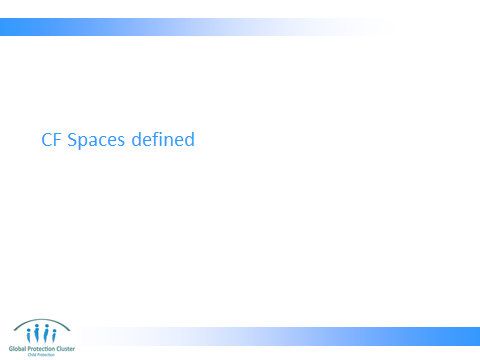 CF Spaces defined
Global Protection Cluster
Child Protection